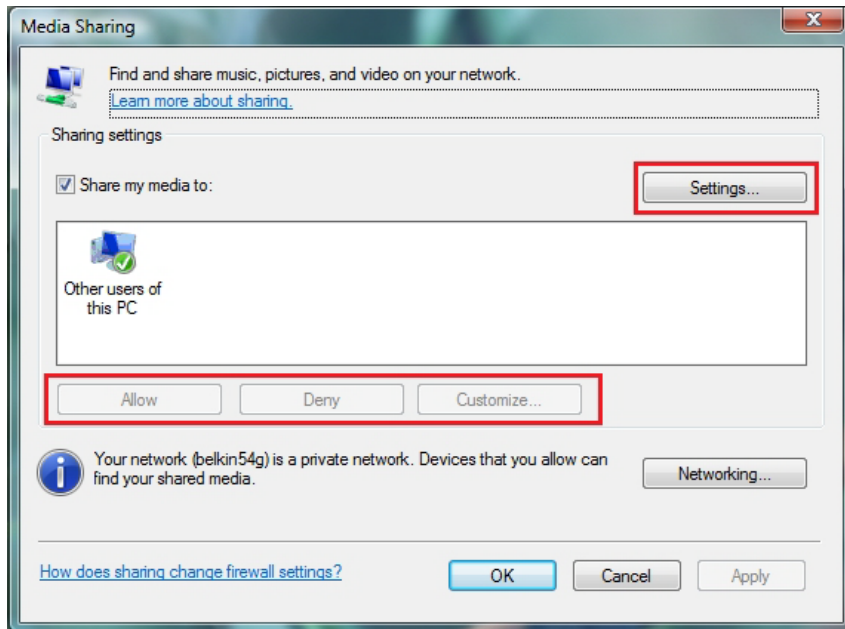 Media Sharing
Find and share music, pictures, and video on your network.
Learn more about sharing.
Sharing settings
Share my media to:
Settings...
Other users of
this PC
Allow
Deny
Customize...
Your network (belkin54g) is a private network. Devices that you allow can
find your shared media.
Networking...
How does sharing change firewall settings?
OK
Cancel
Apply